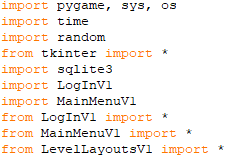 import pygame, sys, os
import time
import random
from tkinter import *
import sqlite3
import LogInV1
import MainMenuV1
from LogInV1 import *
from MainMenuV1 import *
from LevelLayoutsV1 import *